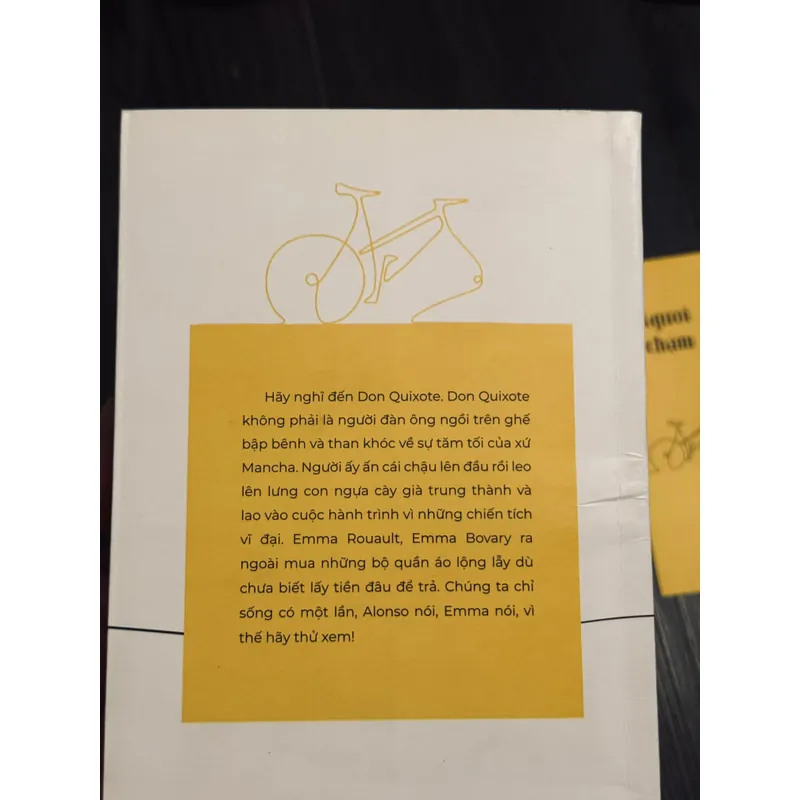 Hãy nghĩ đến Don Quixote. Don Quixote
không phải là người đàn ông ngồi trên ghế
bập bênh và than khóc về sự tăm tối của xứ
Mancha. Người ấy ấn cái chậu lên đầu rồi leo
lên lưng con ngựa cày già trung thành và
lao vào cuộc hành trình vì những chiến tích
vĩ đại. Emma Rouault, Emma Bovary ra
ngoài mua những bộ quần áo lộng lẫy dù
chưa biết lấy tiền đâu để trả. Chúng ta chỉ
sống có một lần, Alonso nói, Emma nói, vì
thế hãy thử xem!
chạm